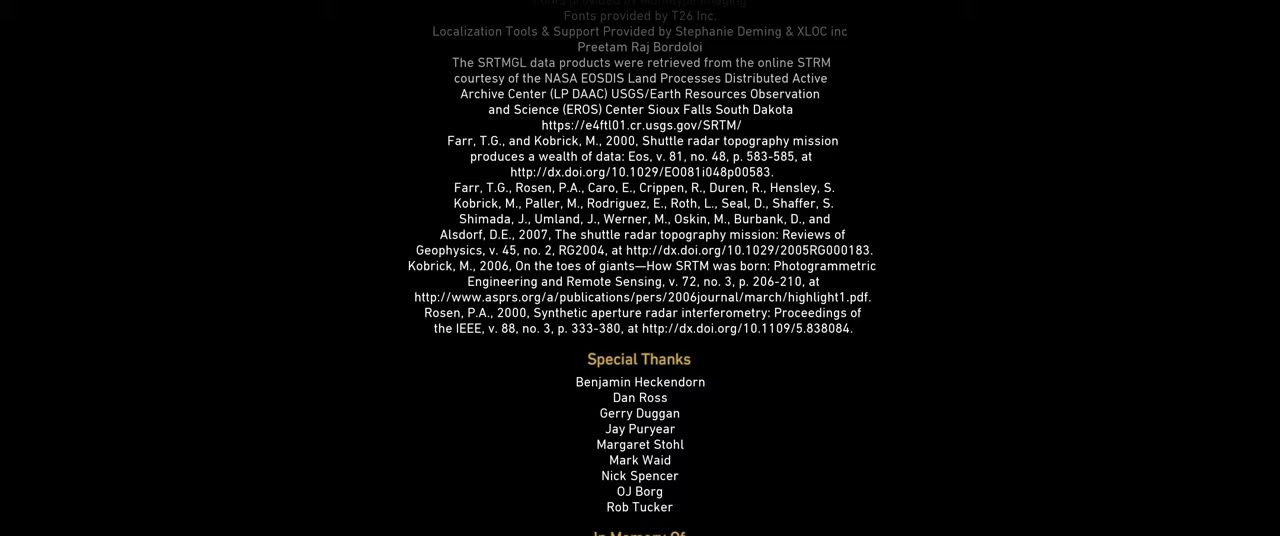 Fonts provided by Monotype Imaging
Fonts provided by T26 Inc.
Localization Tools & Support Provided by Stephanie Deming & XLOC inc
Preetam Raj Bordoloi
The SRTMGL data products were retrieved from the online STRM
courtesy of the NASA EOSDIS Land Processes Distributed Active
Archive Center (LP DAAC) USGS/Earth Resources Observation
and Science (EROS) Center Sioux Falls South Dakota
https://e4ftl01.cr.usgs.gov/SRTM/
Farr, T.G., and Kobrick, M., 2000, Shuttle radar topography mission
produces a wealth of data: Eos, v. 81, no. 48, p. 583-585, at
http://dx.doi.org/10.1029/EO081i048p00583.
Farr, T.G., Rosen, P.A., Caro, E., Crippen, R., Duren, R., Hensley, S.
Kobrick, M., Paller, M., Rodriguez, E., Roth, L., Seal, D., Shaffer, S.
Shimada, J., Umland, J., Werner, M., Oskin, M., Burbank, D., and
Alsdorf, D.E., 2007, The shuttle radar topography mission: Reviews of
Geophysics, v. 45, no. 2, RG2004, at http://dx.doi.org/10.1029/2005RG000183.
Kobrick, M., 2006, On the toes of giants—How SRTM was born: Photogrammetric
Engineering and Remote Sensing, v. 72, no. 3, p. 206-210, at
http://www.asprs.org/a/publications/pers/2006journal/march/highlight1.pdf.
Rosen, P.A., 2000, Synthetic aperture radar interferometry: Proceedings of
the IEEE, v. 88, no. 3, p. 333-380, at http://dx.doi.org/10.1109/5.838084.
Special Thanks
Benjamin Heckendorn
Dan Ross
Gerry Duggan
Jay Puryear
Margaret Stohl
Mark Waid
Nick Spencer
OJ Borg
Rob Tucker
In Memory Of